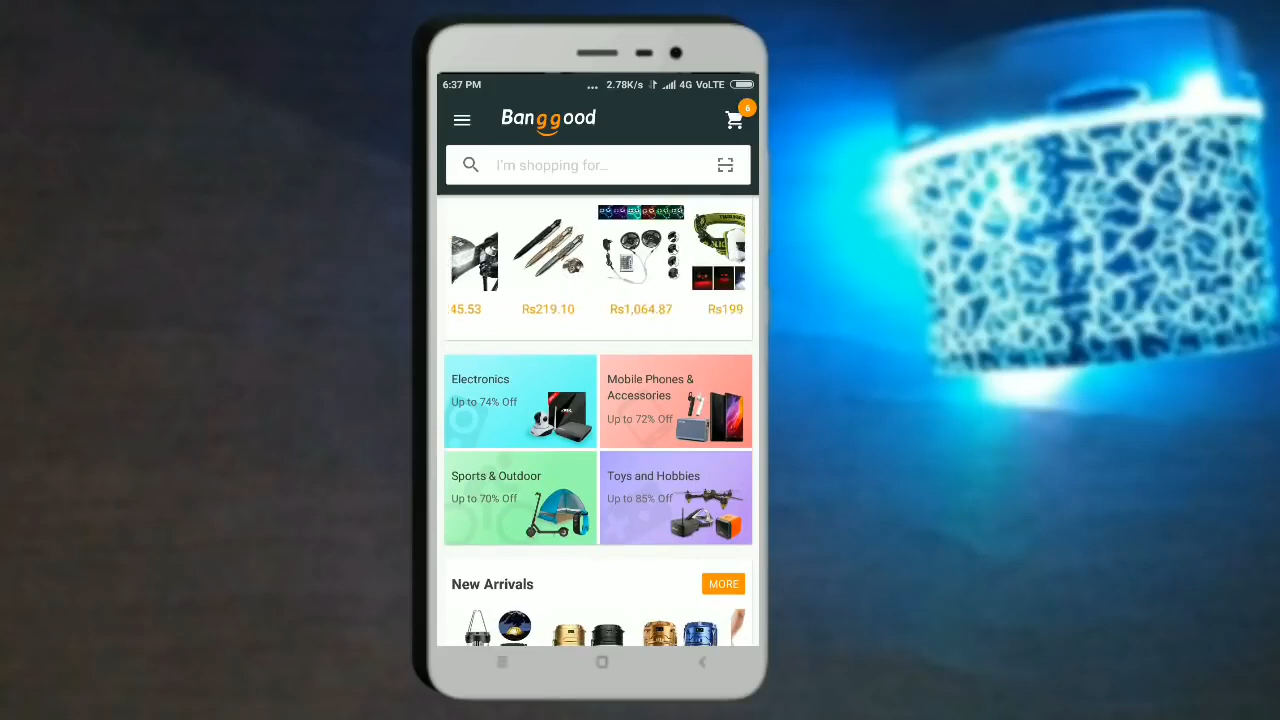 6:37 PM
... 2.78K/s 4G VoLTE
Banggood
6
I'm shopping for...
45.53
Rs219.10
Rs1,064.87
Rs199
Electronics
Up to 74% Off
Mobile Phones &
Accessories
Up to 72% Off
Sports & Outdoor
Up to 70% Off
Toys and Hobbies
Up to 85% Off
New Arrivals
MORE